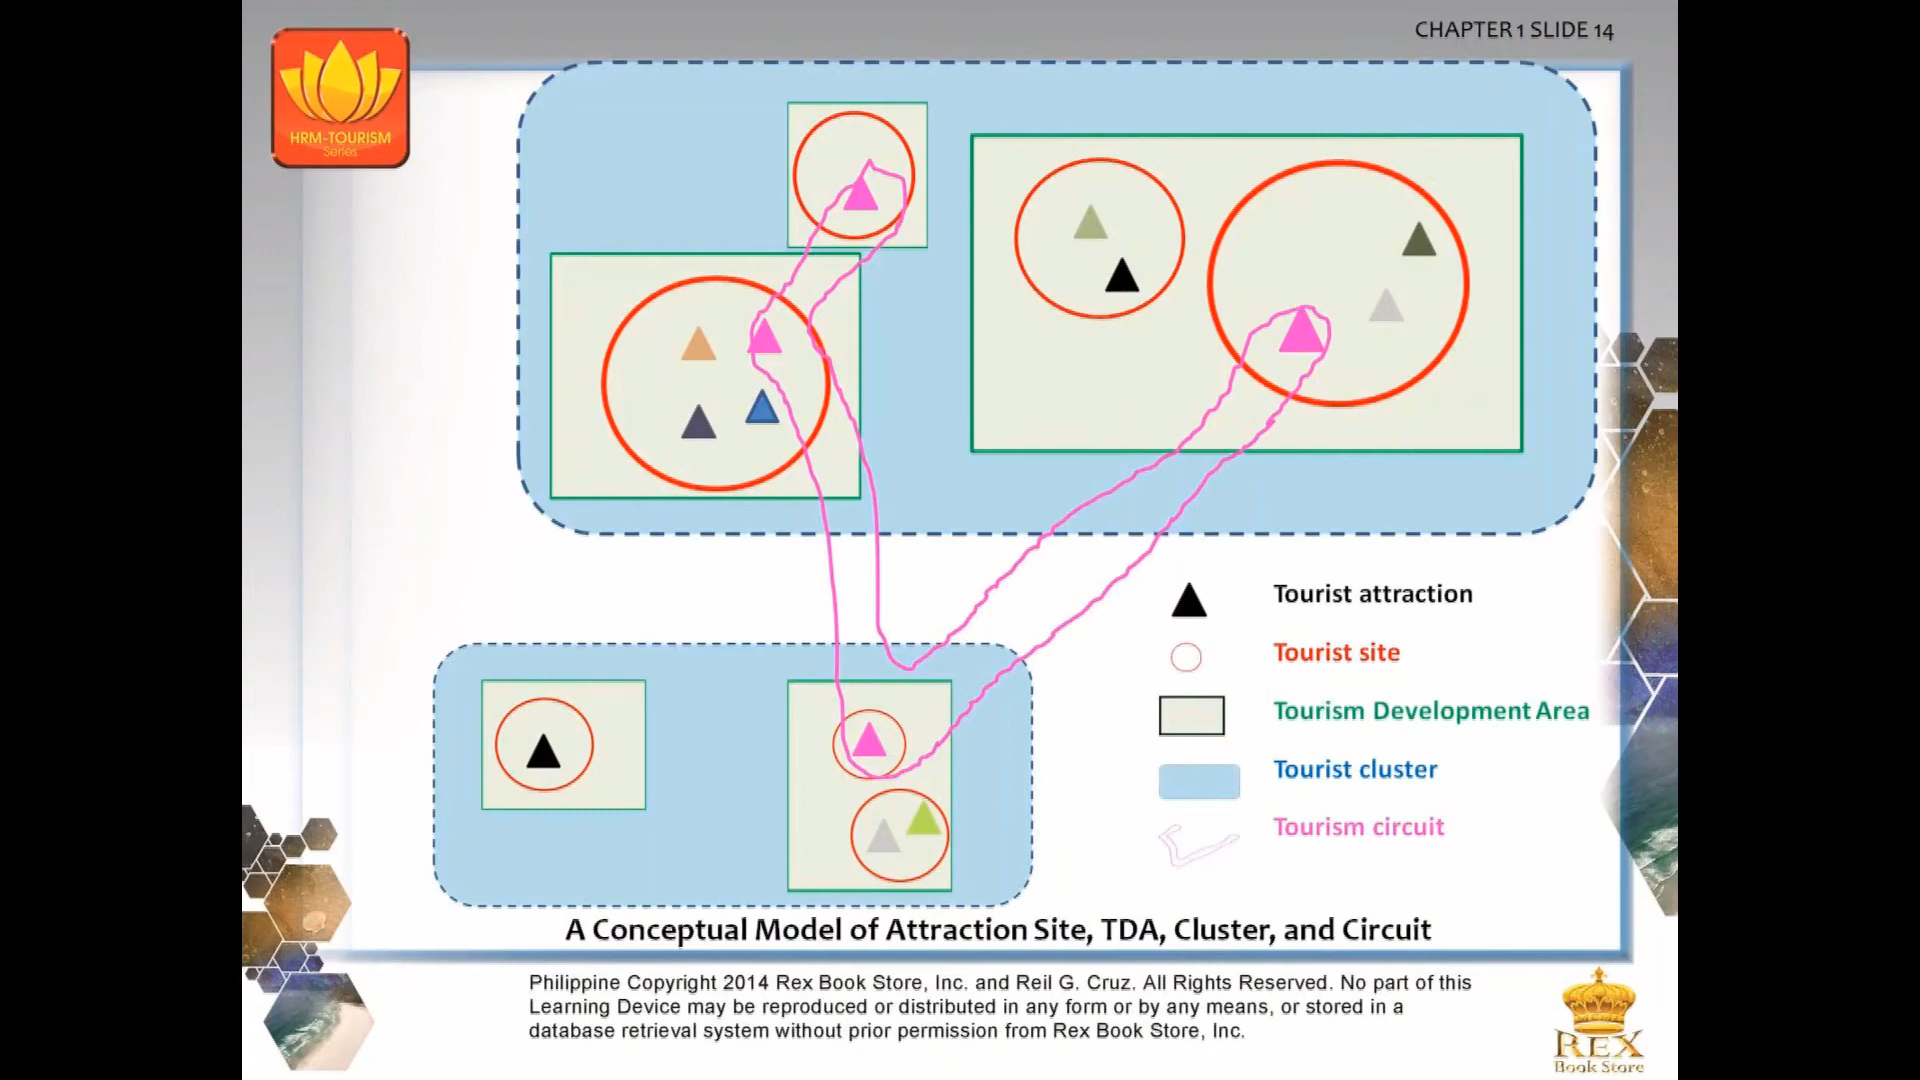 CHAPTER 1 SLIDE 14
HRM-TOURISM
Series
Tourist attraction
Tourist site
Tourism Development Area
Tourist cluster
Tourism circuit
A Conceptual Model of Attraction Site, TDA, Cluster, and Circuit
Philippine Copyright 2014 Rex Book Store, Inc. and Reil G. Cruz. All Rights Reserved. No part of this
Learning Device may be reproduced or distributed in any form or by any means, or stored in a
database retrieval system without prior permission from Rex Book Store, Inc.
REX
Book Store